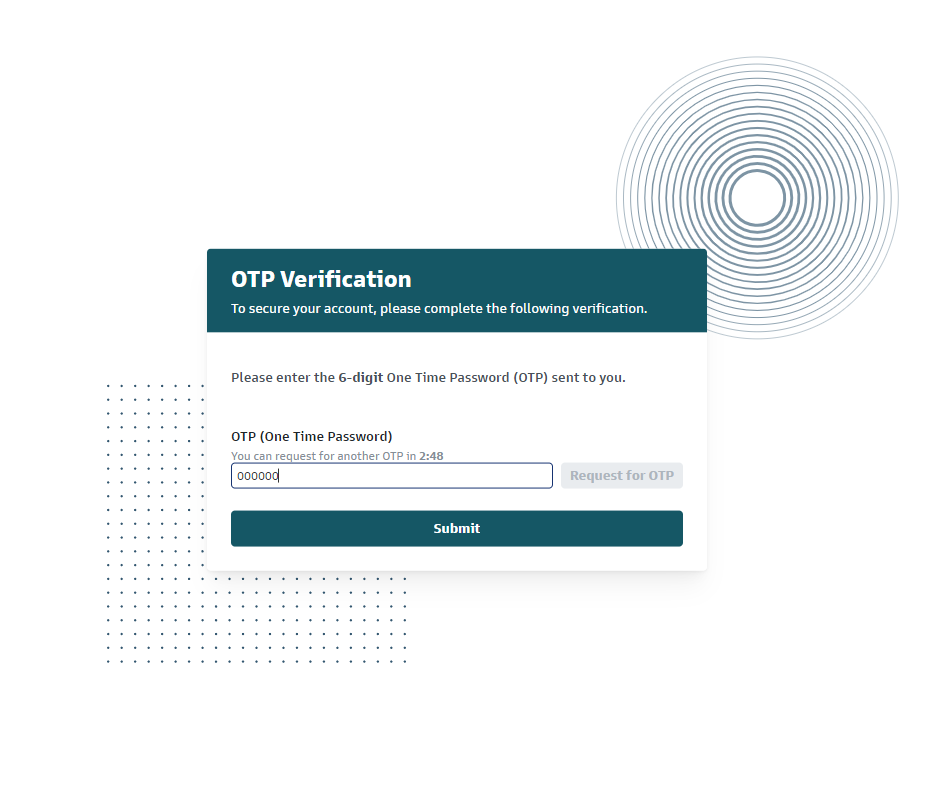 OTP Verification
To secure your account, please complete the following verification.
Please enter the 6-digit One Time Password (OTP) sent to you.
OTP (One Time Password)
You can request for another OTP in 2:48
000000
Request for OTP
Submit